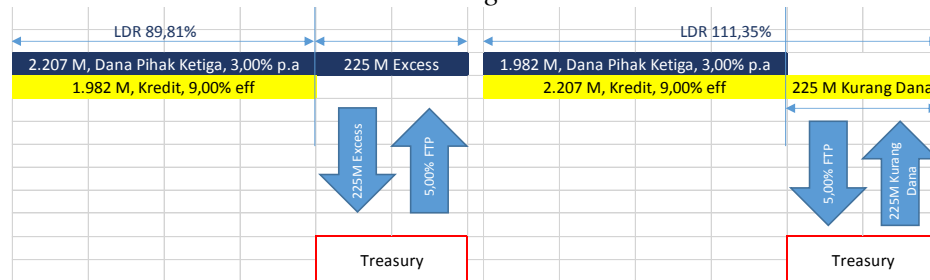 LDR 89,81%
LDR 111,35%
2.207 M, Dana Pihak Ketiga, 3,00% p.a
225 M Excess
1.982 M, Dana Pihak Ketiga, 3,00% p.a
1.982 M, Kredit, 9,00% eff
2.207 M, Kredit, 9,00% eff
225 M Kurang Dana
225M Excess
5,00% FTP
5,00% FTP
225M Kurang
Dana
Treasury
Treasury